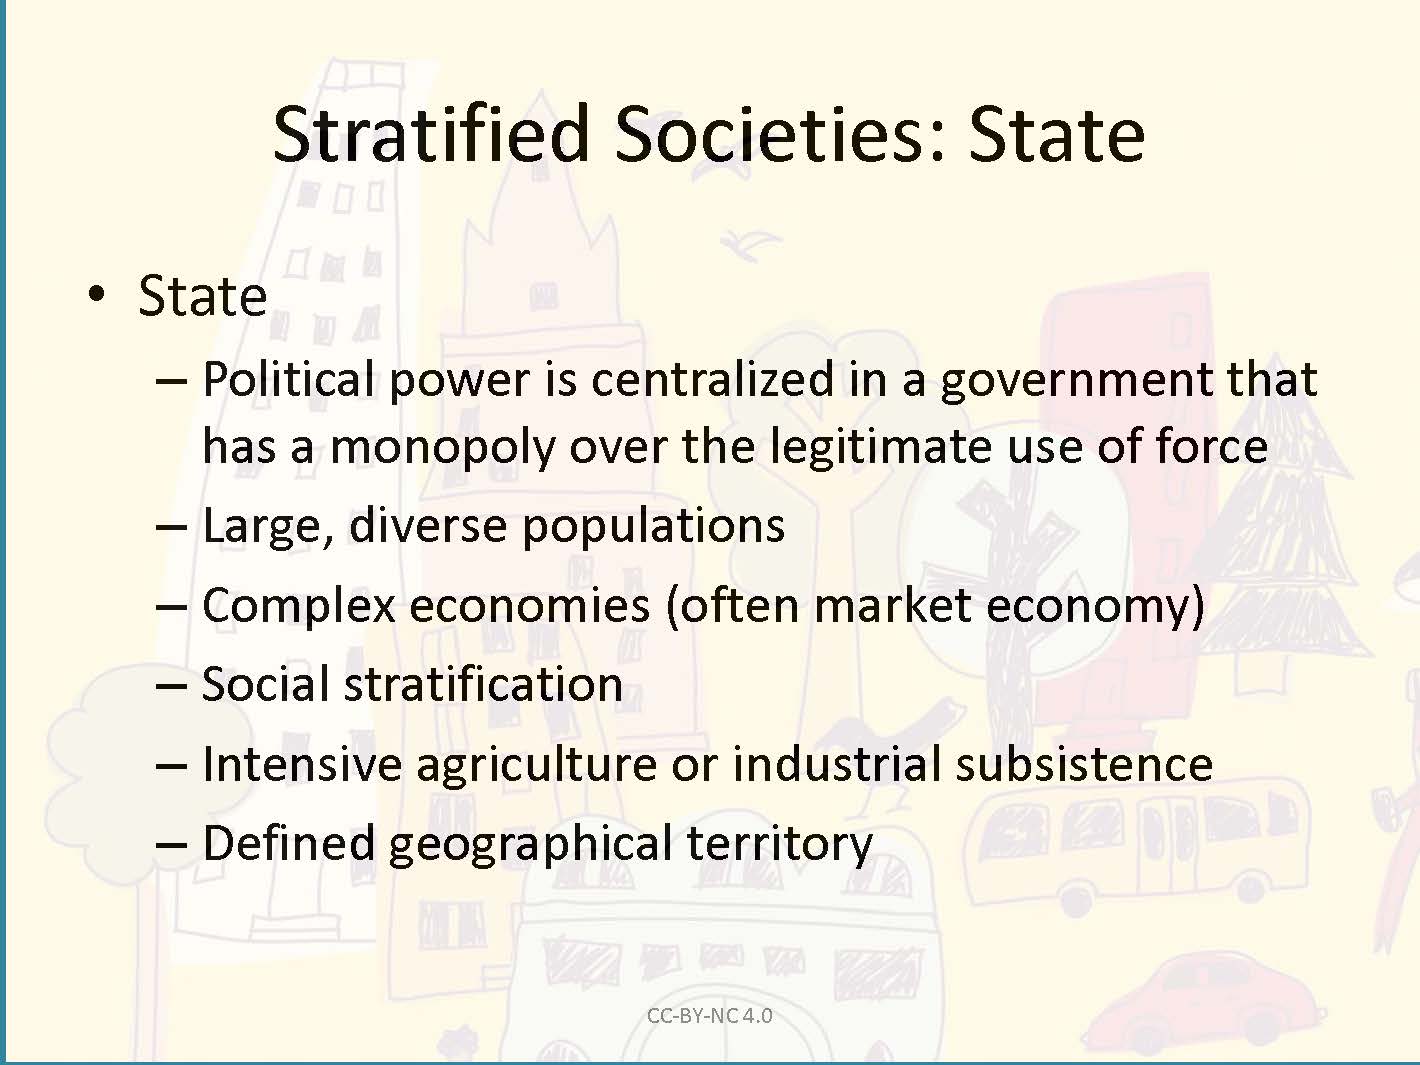 Stratified Societies: State
• State
– Political power is centralized in a government that
has a monopoly over the legitimate use of force
– Large, diverse populations
– Complex economies (often market economy)
– Social stratification
– Intensive agriculture or industrial subsistence
– Defined geographical territory
CC-BY-NC 4.0